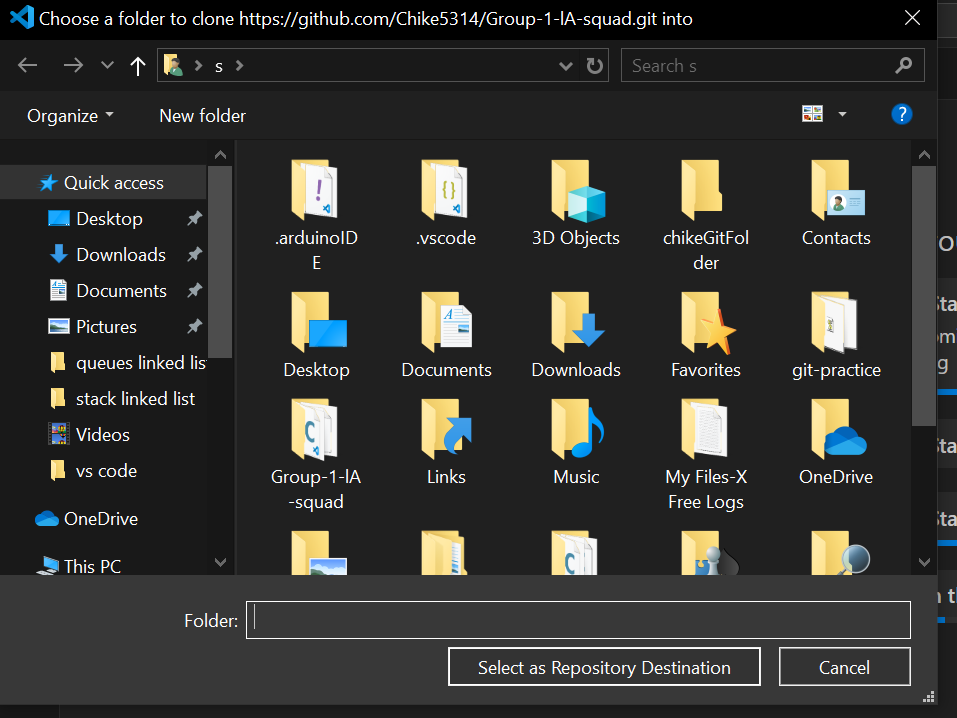 Choose a folder to clone https://github.com/Chike5314/Group-1-lA-squad.git into
s
Search s
Organize
New folder
?
Quick access
Desktop
Downloads
Documents
Pictures
queues linked lis
stack linked list
Videos
vs code
OneDrive
This PC
.arduinoID
E
.vscode
3D Objects
chikeGitFol
der
Contacts
Desktop
Documents
Downloads
Favorites
git-practice
Group-1-lA
-squad
Links
Music
My Files-X
Free Logs
OneDrive
Folder:
Select as Repository Destination
Cancel